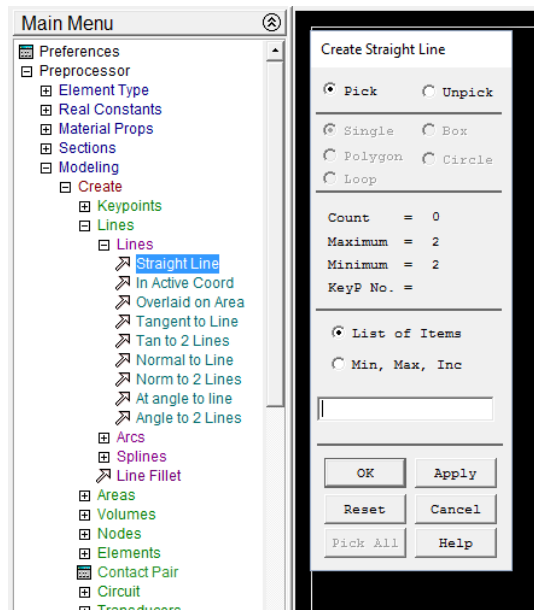 Main Menu
Preferences
Preprocessor
Element Type
Real Constants
Material Props
Sections
Modeling
Create
Keypoints
Lines
Lines
Straight Line
In Active Coord
Overlaid on Area
Tangent to Line
Tan to 2 Lines
Normal to Line
Norm to 2 Lines
At angle to line
Angle to 2 Lines
Arcs
Splines
Line Fillet
Areas
Volumes
Nodes
Elements
Contact Pair
Circuit
Transducers
Create Straight Line
Pick Unpick
Single Box
Polygon Circle
Loop
Count = 0
Maximum = 2
Minimum = 2
KeyP No. =
List of Items
Min, Max, Inc
OK Apply
Reset Cancel
Pick All Help